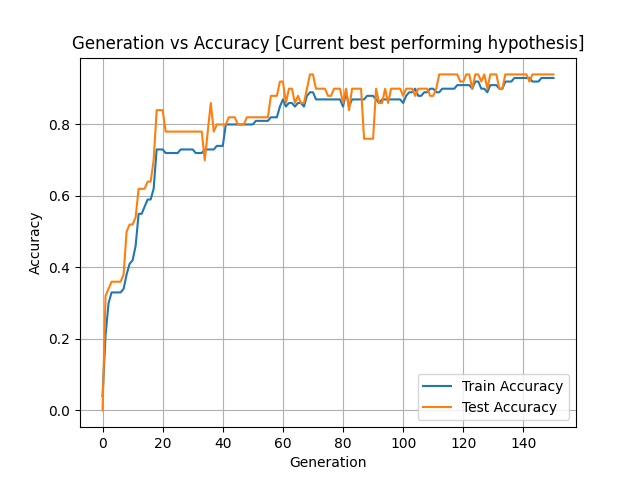 Generation vs Accuracy [Current best performing hypothesis]
Accuracy
0.8
0.6
0.4
0.2
0.0
0 20 40 60 80 100 120 140
Generation
Train Accuracy
Test Accuracy